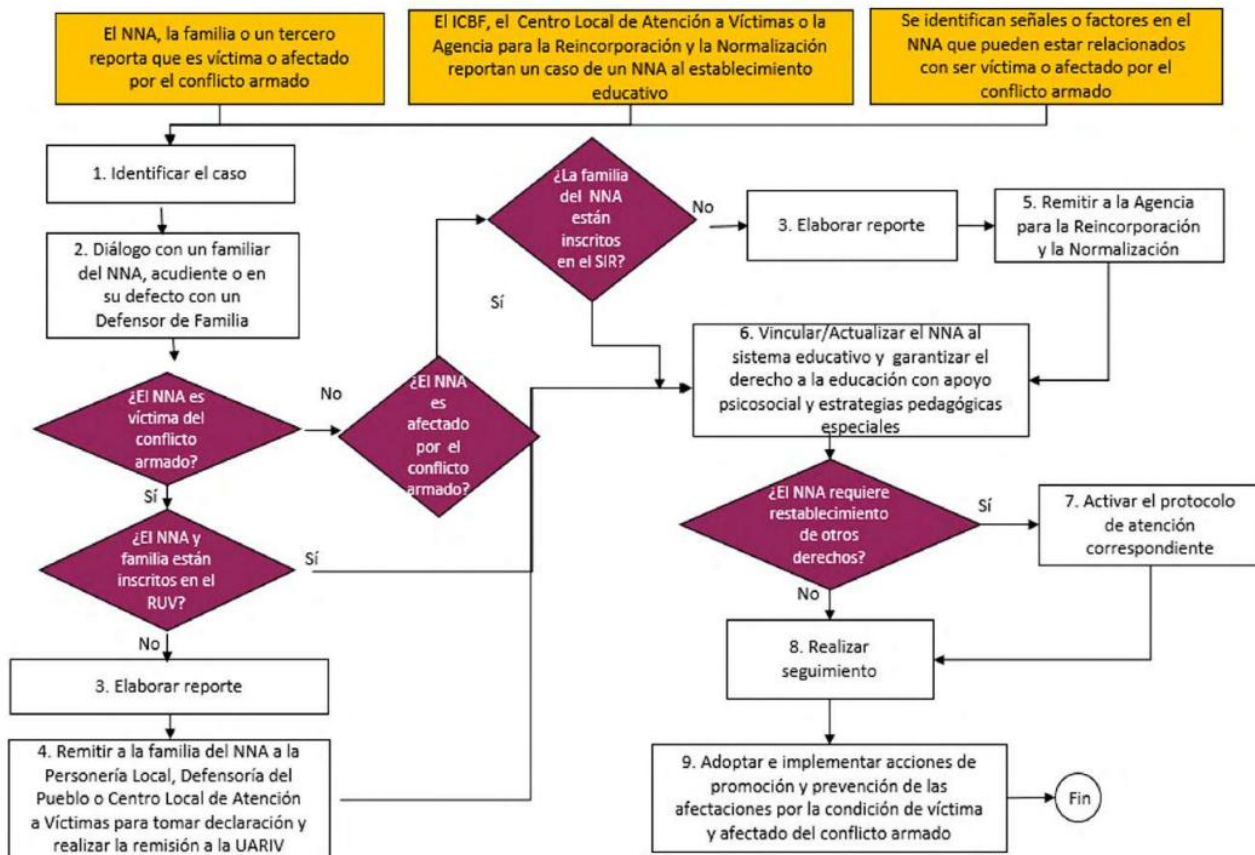 El NNA, la familia o un tercero
reporta que es víctima o afectado
por el conflicto armado
El ICBF, el Centro Local de Atención a Víctimas o la
Agencia para la Reincorporación y la Normalización
reportan un caso de un NNA al establecimiento
educativo
Se identifican señales o factores en el
NNA que pueden estar relacionados
con ser víctima o afectado por el
conflicto armado
1. Identificar el caso
2. Diálogo con un familiar
del NNA, acudiente o en
su defecto con un
Defensor de Familia
¿El NNA es
víctima del
conflicto
armado?
No
Sí
¿El NNA
es
afectado
por el
conflicto
armado?
¿La familia
del NNA
están
inscritos
en el SIR?
No
Sí
3. Elaborar reporte
5. Remitir a la Agencia
para la Reincorporación
y la Normalización
¿El NNA y
familia están
inscritos en el
RUV?
Sí
No
3. Elaborar reporte
4. Remitir a la familia del NNA a la
Personería Local, Defensoría del
Pueblo o Centro Local de Atención
a Víctimas para tomar declaración y
realizar la remisión a la UARIV
6. Vincular/Actualizar el NNA al
sistema educativo y garantizar el
derecho a la educación con apoyo
psicosocial y estrategias pedagógicas
especiales
¿El NNA requiere
restablecimiento
de otros
derechos?
Sí
No
7. Activar el protocolo
de atención
correspondiente
8. Realizar
seguimiento
9. Adoptar e implementar acciones de
promoción y prevención de las
afectaciones por la condición de víctima
y afectado del conflicto armado
Fin